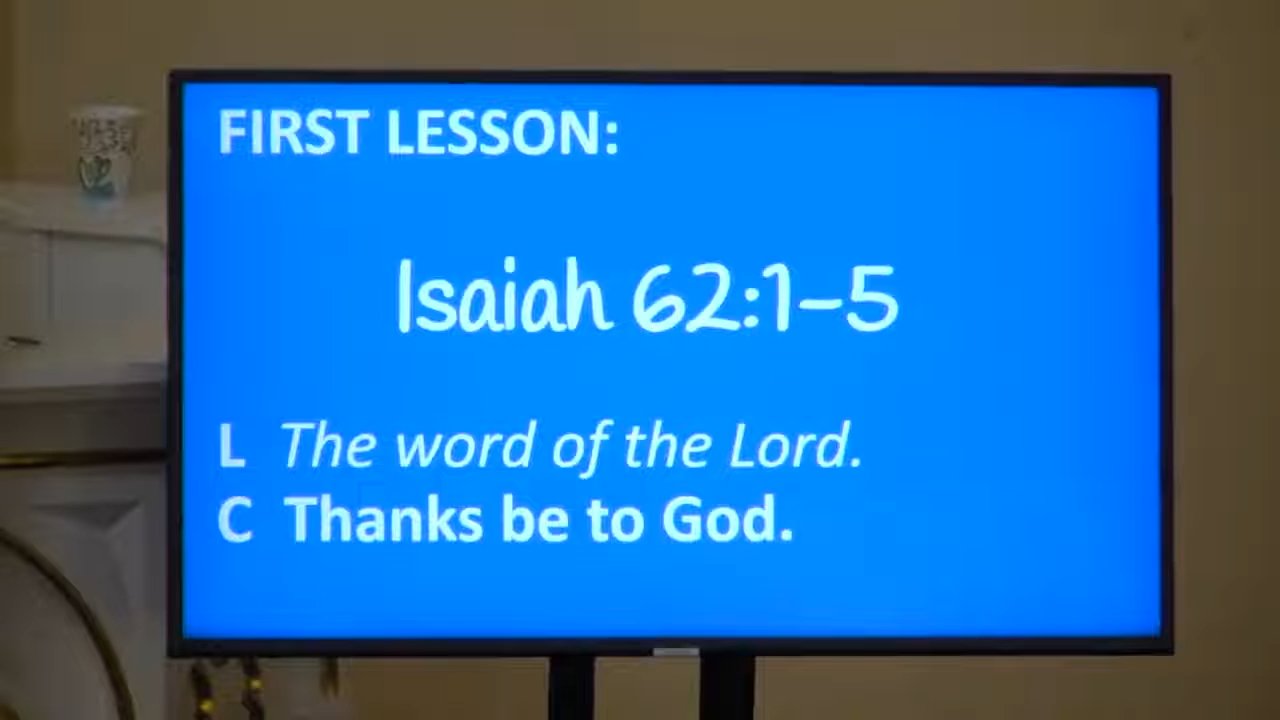 FIRST LESSON:
Isaiah 62:1–5
L The word of the Lord.
C Thanks be to God.